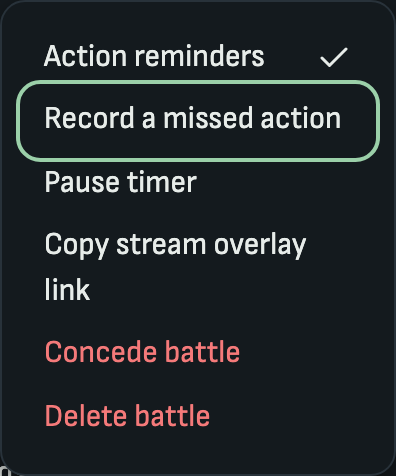 Action reminders
Record a missed action
Pause timer
Copy stream overlay
link
Concede battle
Delete battle